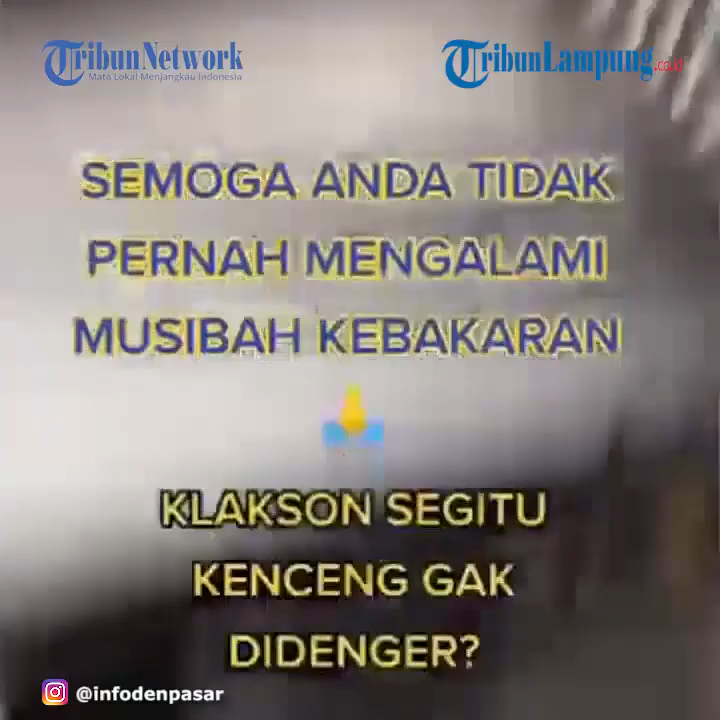 TribunNetwork
Mata Lokal Menjangkau Indonesia
TribunLampung.co.id
SEMOGA ANDA TIDAK
PERNAH MENGALAMI
MUSIBAH KEBAKARAN
KLAKSON SEGITU
KENCENG GAK
DIDENGER?
@infodenpasar